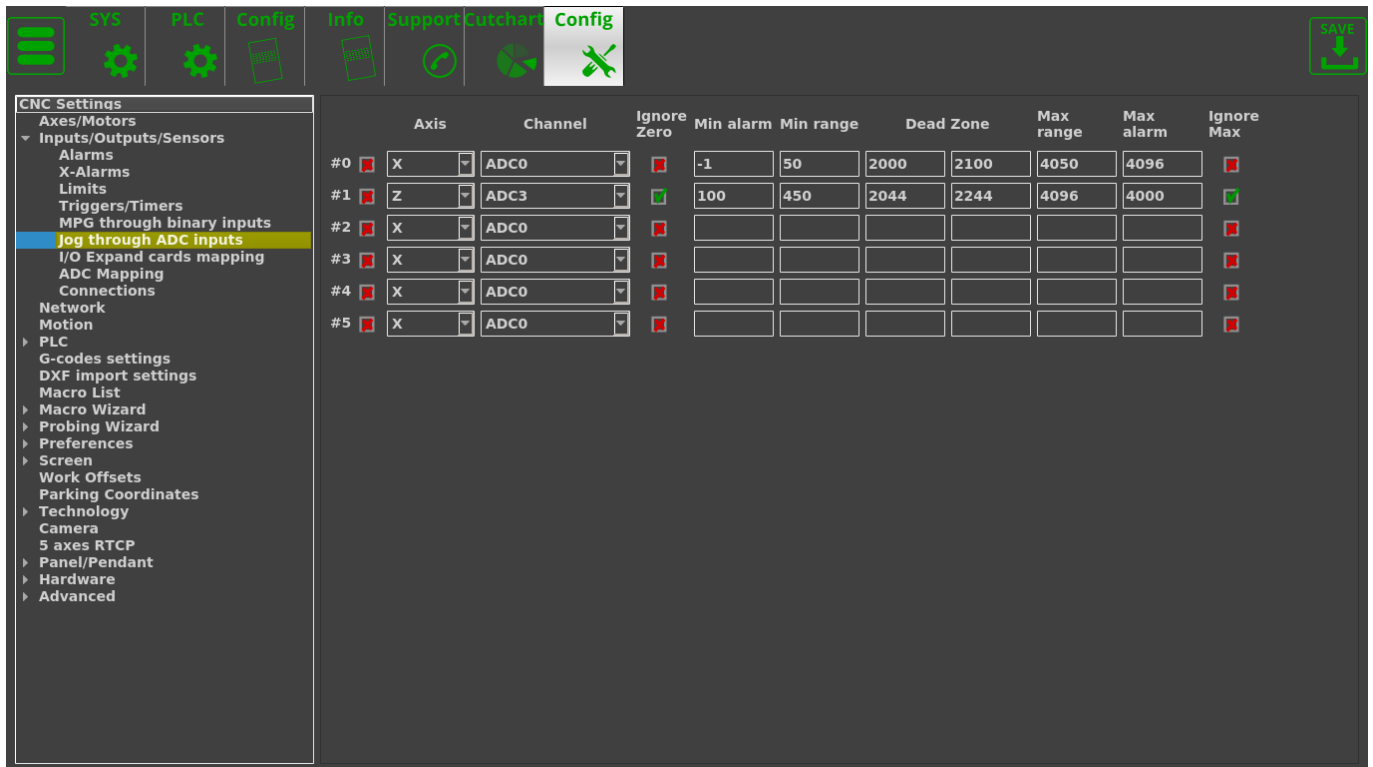 SYS PLC Config Info Support Cutchart Config SAVE
CNC Settings
Axes/Motors
Inputs/Outputs/Sensors
Alarms
X-Alarms
Limits
Triggers/Timers
MPG through binary inputs
Jog through ADC inputs
I/O Expand cards mapping
ADC Mapping
Connections
Network
Motion
PLC
G-codes settings
DXF import settings
Macro List
Macro Wizard
Probing Wizard
Preferences
Screen
Work Offsets
Parking Coordinates
Technology
Camera
5 axes RTCP
Panel/Pendant
Hardware
Advanced
Axis Channel Ignore Zero Min alarm Min range Dead Zone Max range Max alarm Ignore Max
#0 X ADC0 -1 50 2000 2100 4050 4096
#1 Z ADC3 100 450 2044 2244 4096 4000
#2 X ADC0
#3 X ADC0
#4 X ADC0
#5 X ADC0